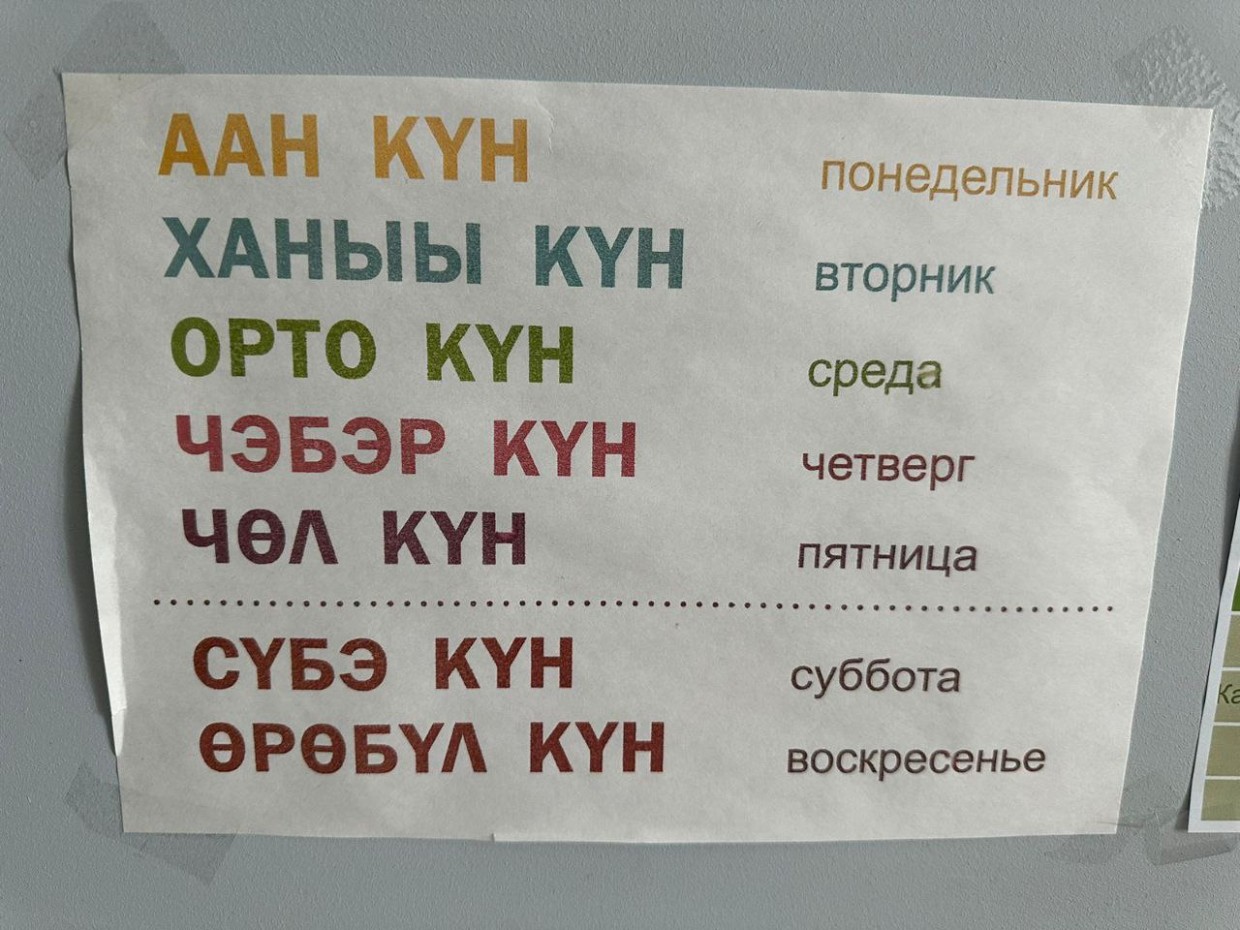 ААН КҮН понедельник
ХАНЫЫ КҮН вторник
ОРТО КҮН среда
ЧЭБЭР КҮН четверг
ЧӨЛ КҮН пятница
СҮБЭ КҮН суббота
ӨРӨБҮЛ КҮН воскресенье